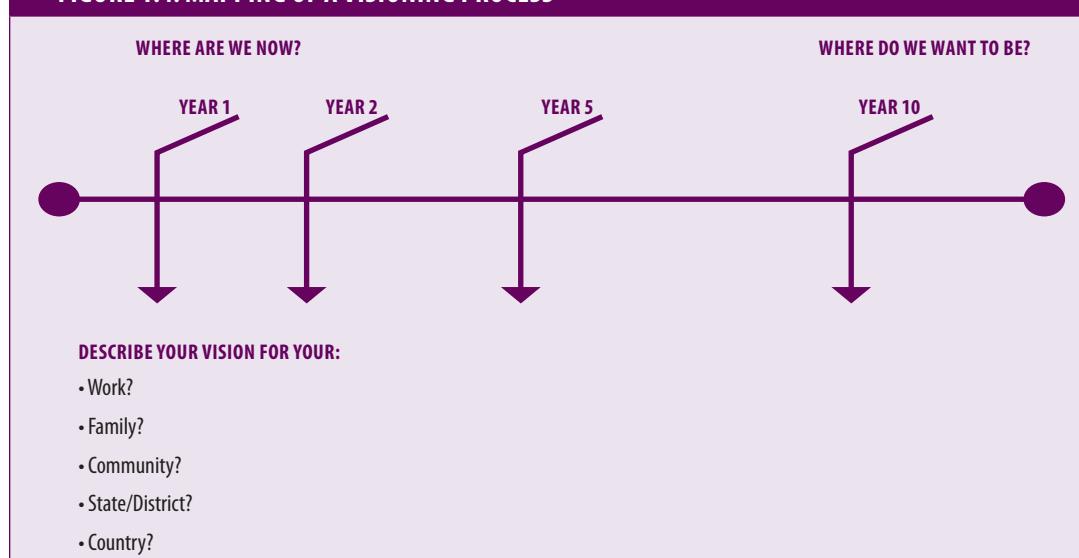 WHERE ARE WE NOW?
WHERE DO WE WANT TO BE?
YEAR 1
YEAR 2
YEAR 5
YEAR 10
DESCRIBE YOUR VISION FOR YOUR:
• Work?
• Family?
• Community?
• State/District?
• Country?